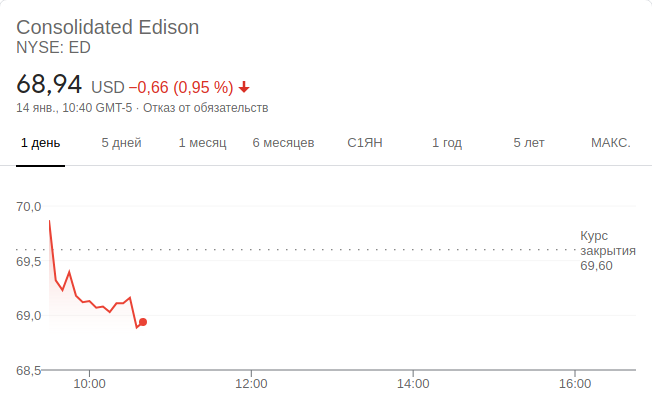 Consolidated Edison
NYSE: ED
68,94 USD −0,66 (0,95 %)
14 янв., 10:40 GMT-5 · Отказ от обязательств
1 день 5 дней 1 месяц 6 месяцев С1ЯН 1 год 5 лет МАКС.
70,0
Курс
закрытия
69,60
69,5
69,0
68,5
10:00 12:00 14:00 16:00